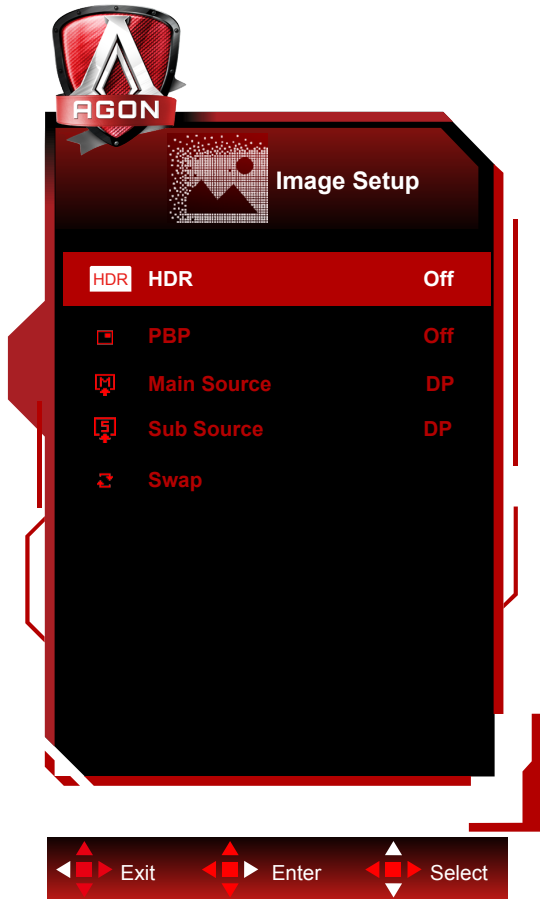 AGON
Image Setup
HDR HDR Off
PBP Off
M Main Source DP
S Sub Source DP
Swap
Exit Enter Select